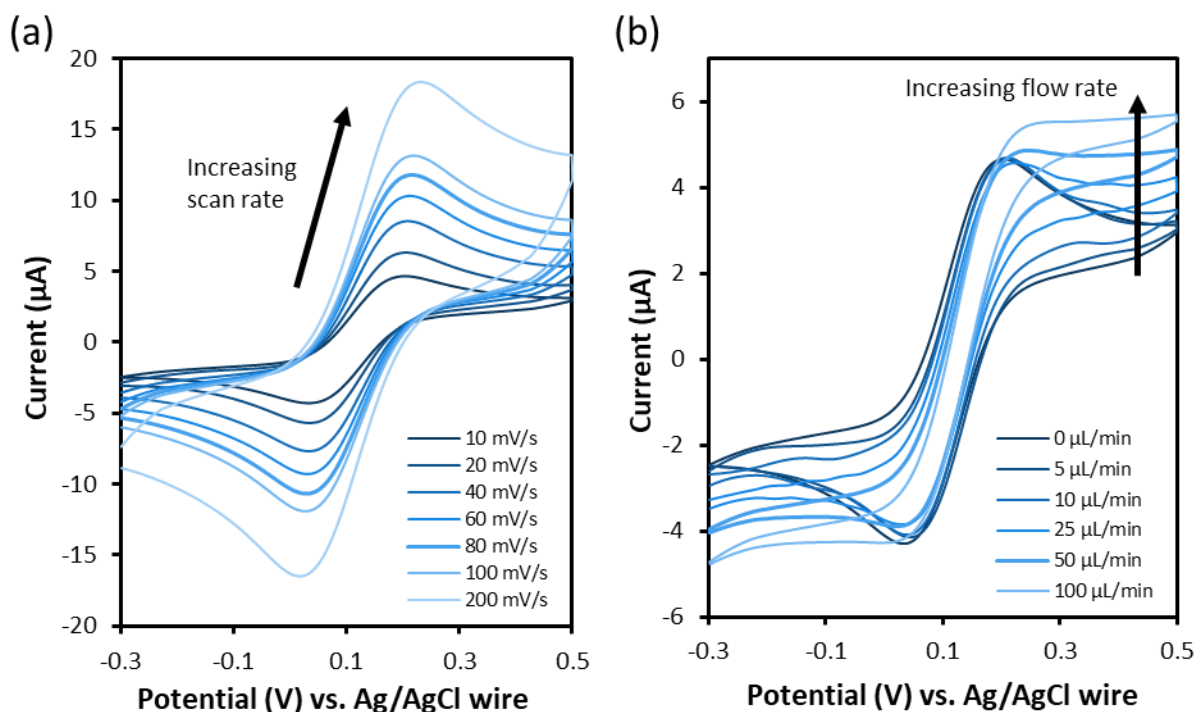 (a)
20
15
10
5
0
-5
-10
-15
-20
Current (µA)
Increasing
scan rate
10 mV/s
20 mV/s
40 mV/s
60 mV/s
80 mV/s
100 mV/s
200 mV/s
-0.3
-0.1
0.1
0.3
0.5
Potential (V) vs. Ag/AgCl wire
(b)
6
4
2
0
-2
-4
-6
Current (µA)
Increasing flow rate
0 µL/min
5 µL/min
10 µL/min
25 µL/min
50 µL/min
100 µL/min
-0.3
-0.1
0.1
0.3
0.5
Potential (V) vs. Ag/AgCl wire